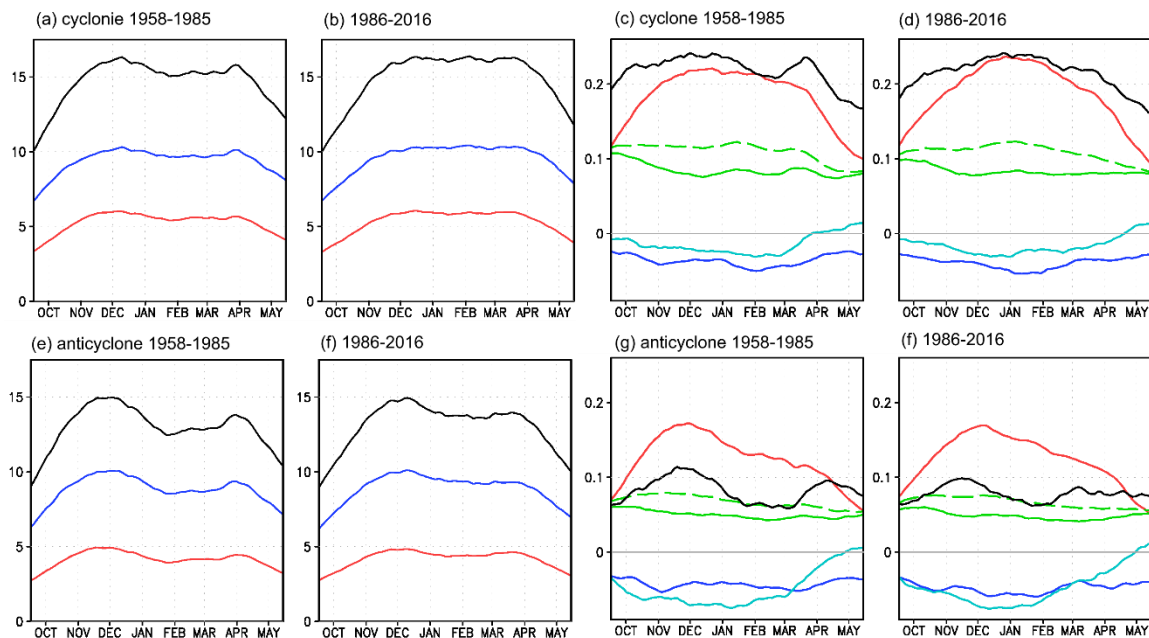 (a) cyclonie 1958-1985 (b) 1986-2016 (c) cyclone 1958-1985 (d) 1986-2016
15 0.2
10 0.1
5 0
0
OCT NOV DEC JAN FEB MAR APR MAY OCT NOV DEC JAN FEB MAR APR MAY OCT NOV DEC JAN FEB MAR APR MAY OCT NOV DEC JAN FEB MAR APR MAY
(e) anticyclone 1958-1985 (f) 1986-2016 (g) anticyclone 1958-1985 (f) 1986-2016
15 0.2
10 0.1
5 0
0
OCT NOV DEC JAN FEB MAR APR MAY OCT NOV DEC JAN FEB MAR APR MAY OCT NOV DEC JAN FEB MAR APR MAY OCT NOV DEC JAN FEB MAR APR MAY